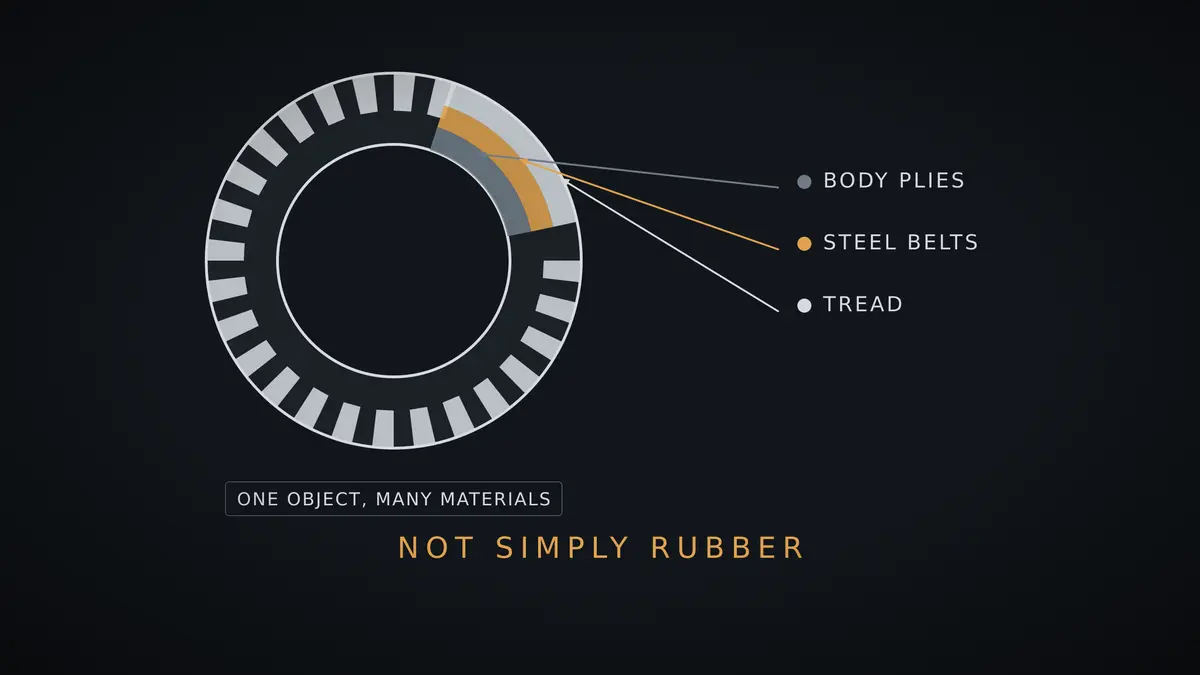 BODY PLIES
STEEL BELTS
TREAD
ONE OBJECT, MANY MATERIALS
NOT SIMPLY RUBBER